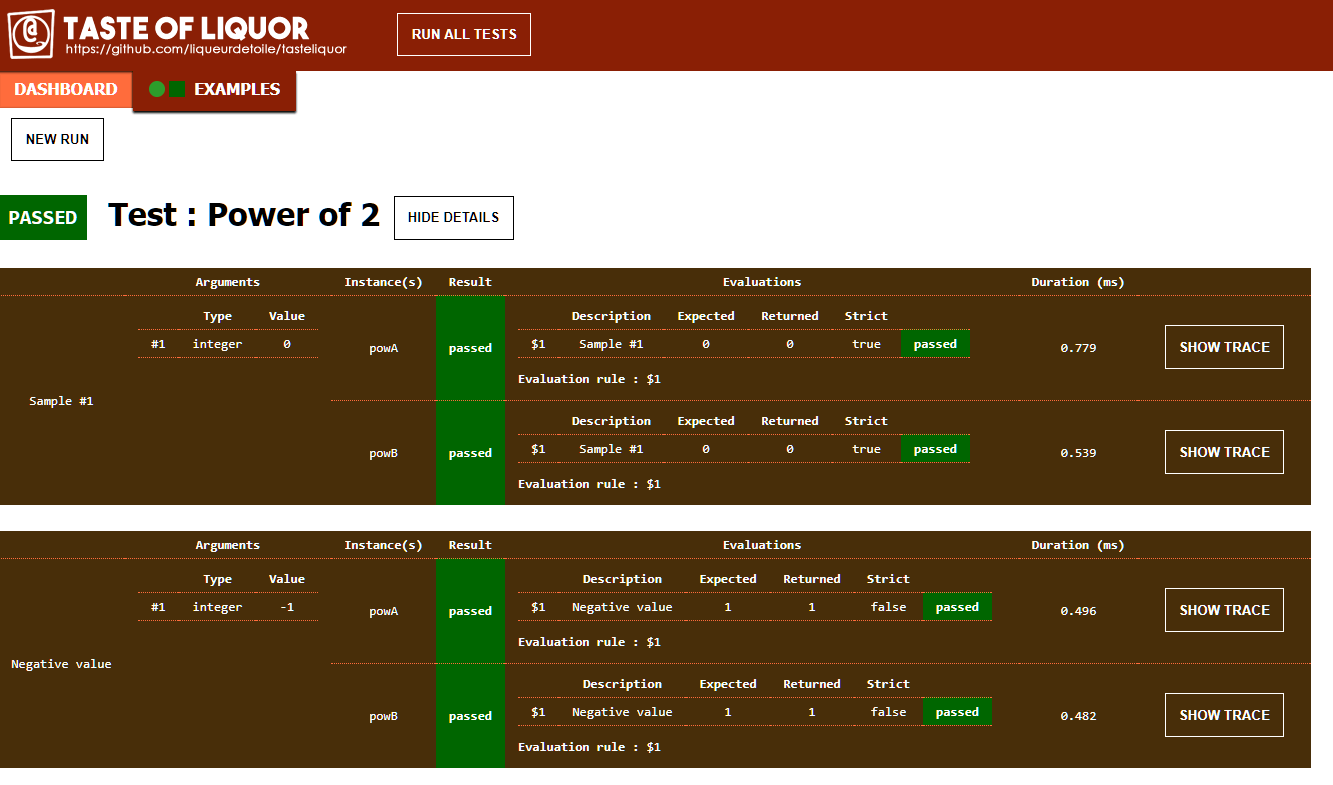 TASTE OF LIQUOR
https://github.com/liqueurdetoile/tasteliquor
RUN ALL TESTS
DASHBOARD
EXAMPLES
NEW RUN
PASSED Test : Power of 2 HIDE DETAILS
Arguments Instance(s) Result Evaluations Duration (ms)
Type Value Description Expected Returned Strict
#1 integer 0 powA passed $1 Sample #1 0 0 true passed 0.779 SHOW TRACE
Evaluation rule : $1
Sample #1
Description Expected Returned Strict
powB passed $1 Sample #1 0 0 true passed 0.539 SHOW TRACE
Evaluation rule : $1
Arguments Instance(s) Result Evaluations Duration (ms)
Type Value Description Expected Returned Strict
#1 integer -1 powA passed $1 Negative value 1 1 false passed 0.496 SHOW TRACE
Evaluation rule : $1
Negative value
Description Expected Returned Strict
powB passed $1 Negative value 1 1 false passed 0.482 SHOW TRACE
Evaluation rule : $1